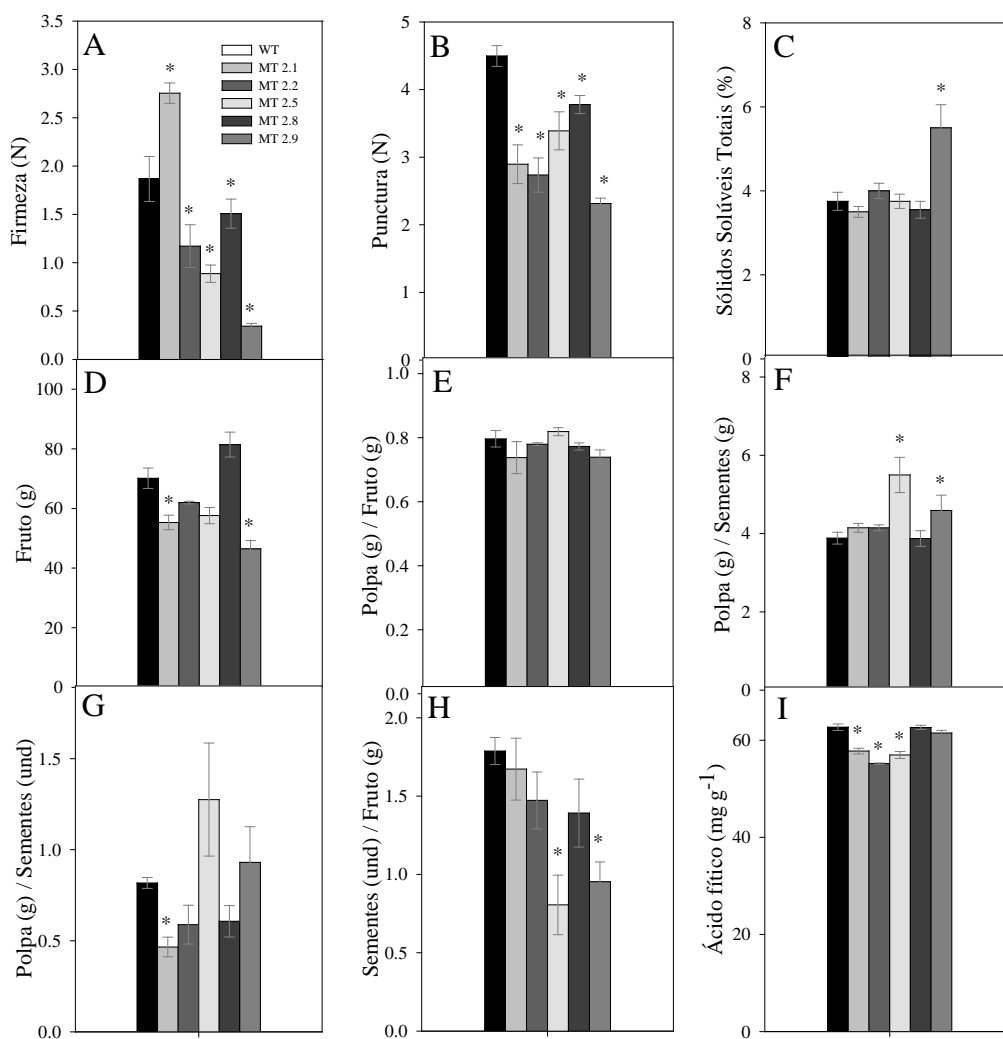 A
Firmeza (N)
3.5
3.0
2.5
2.0
1.5
1.0
0.5
0.0
WT
MT 2.1
MT 2.2
MT 2.5
MT 2.8
MT 2.9
* * * * *
B
Punctura (N)
5
4
3
2
1
0
* * * * *
C
Sólidos Solúveis Totais (%)
8
6
4
2
0
*
D
Fruto (g)
100
80
60
40
20
0
* *
E
Polpa (g) / Fruto (g)
1.0
0.8
0.6
0.4
0.2
0.0
F
Polpa (g) / Sementes (g)
8
6
4
2
0
* *
G
Polpa (g) / Sementes (und)
1.5
1.0
0.5
0.0
*
H
Sementes (und) / Fruto (g)
2.0
1.5
1.0
0.5
0.0
* *
I
Ácido fítico (mg g-1)
60
40
20
0
* * *